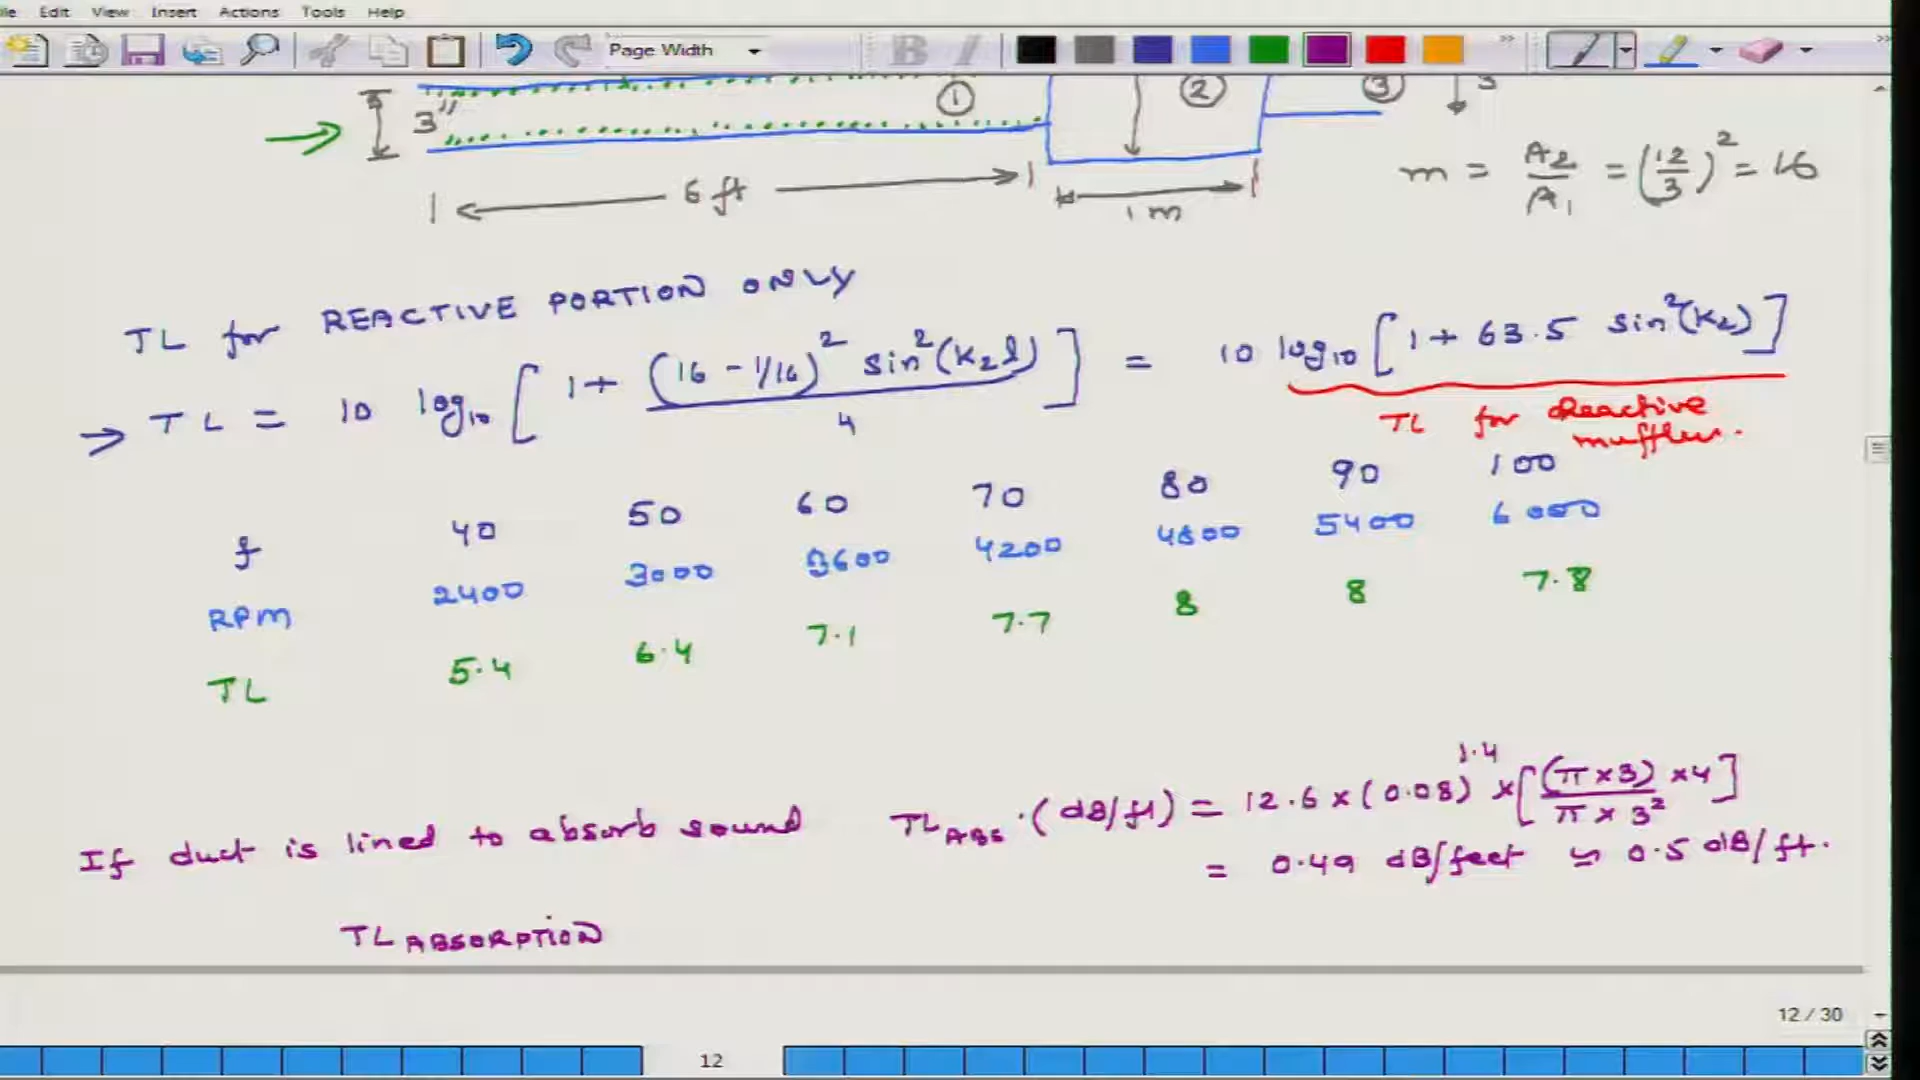 File Edit View Insert Actions Tools Help
Page Width B I
3" 1 2 3
6 ft 1 m
m = A2/A1 = (12/3)^2 = 16
TL for REACTIVE PORTION ONLY
→ TL = 10 log10 [1 + (16 - 1/16)^2 sin^2(K2 l) / 4] = 10 log10 [1 + 63.5 sin^2(K2)]
TL for Reactive
muffler.
f 40 50 60 70 80 90 100
RPM 2400 3000 3600 4200 4800 5400 6000
TL 5.4 6.4 7.1 7.7 8 8 7.8
If duct is lined to absorb sound TL ABS. (dB/ft) = 12.6 x (0.08)^1.4 x [(π x 3) x 4 / π x 3^2]
= 0.49 dB/feet ≈ 0.5 dB/ft.
TL ABSORPTION
12 / 30
12